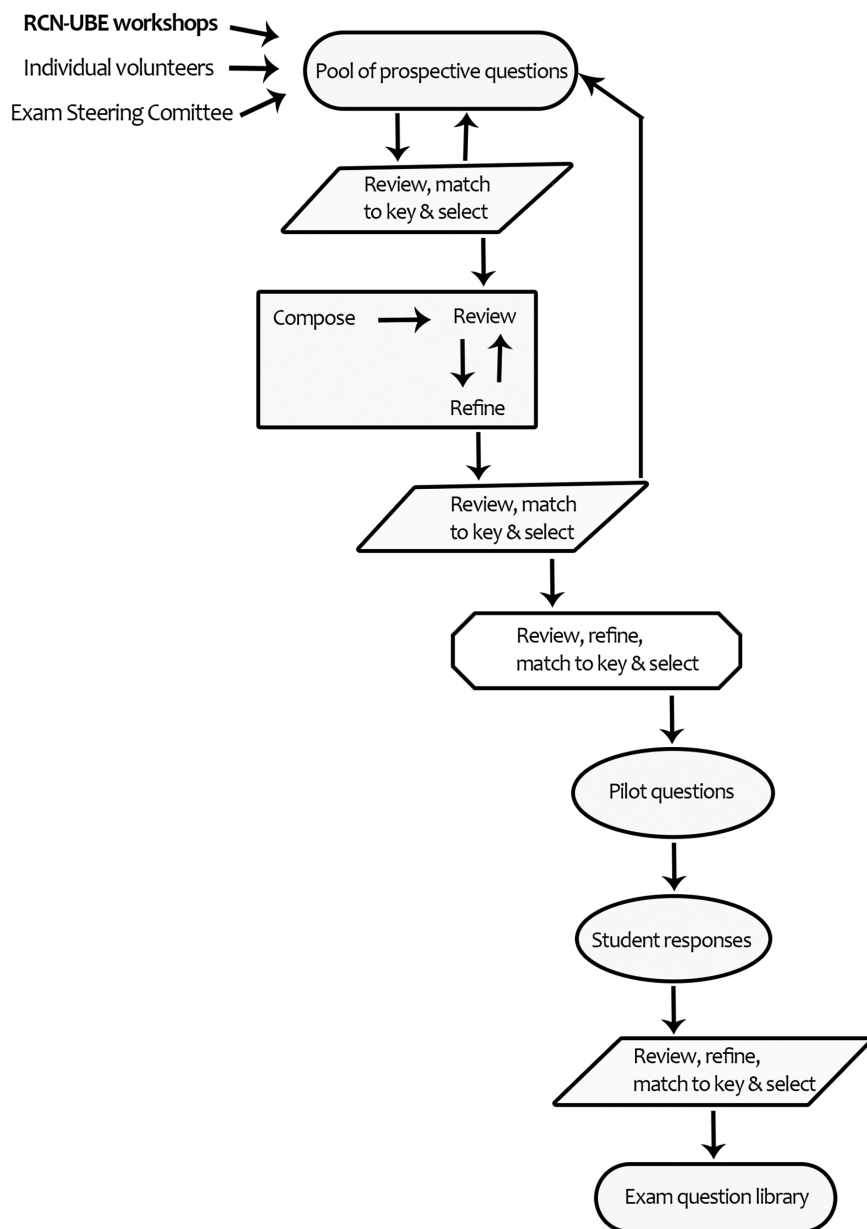 RCN-UBE workshops
Individual volunteers
Exam Steering Comittee
Pool of prospective questions
Review, match
to key & select
Compose
Review
Refine
Review, match
to key & select
Review, refine,
match to key & select
Pilot questions
Student responses
Review, refine,
match to key & select
Exam question library